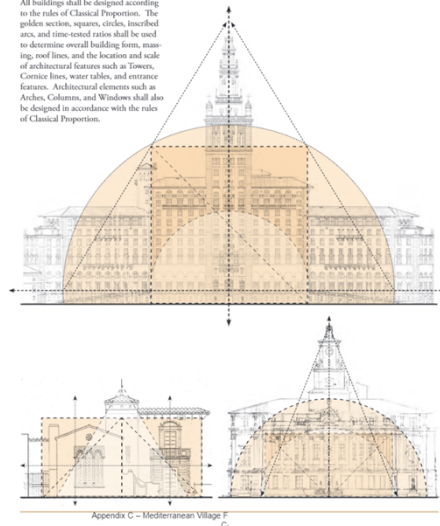 All buildings shall be designed according
to the rules of Classical Proportion. The
golden section, squares, circles, inscribed
arcs, and time-tested ratios shall be used
to determine overall building form, mass-
ing, roof lines, and the location and scale
of architectural features such as Towers,
Cornice lines, water tables, and entrance
features. Architectural elements such as
Arches, Columns, and Windows shall also
be designed in accordance with the rules
of Classical Proportion.
Appendix C – Mediterranean Village F
C-